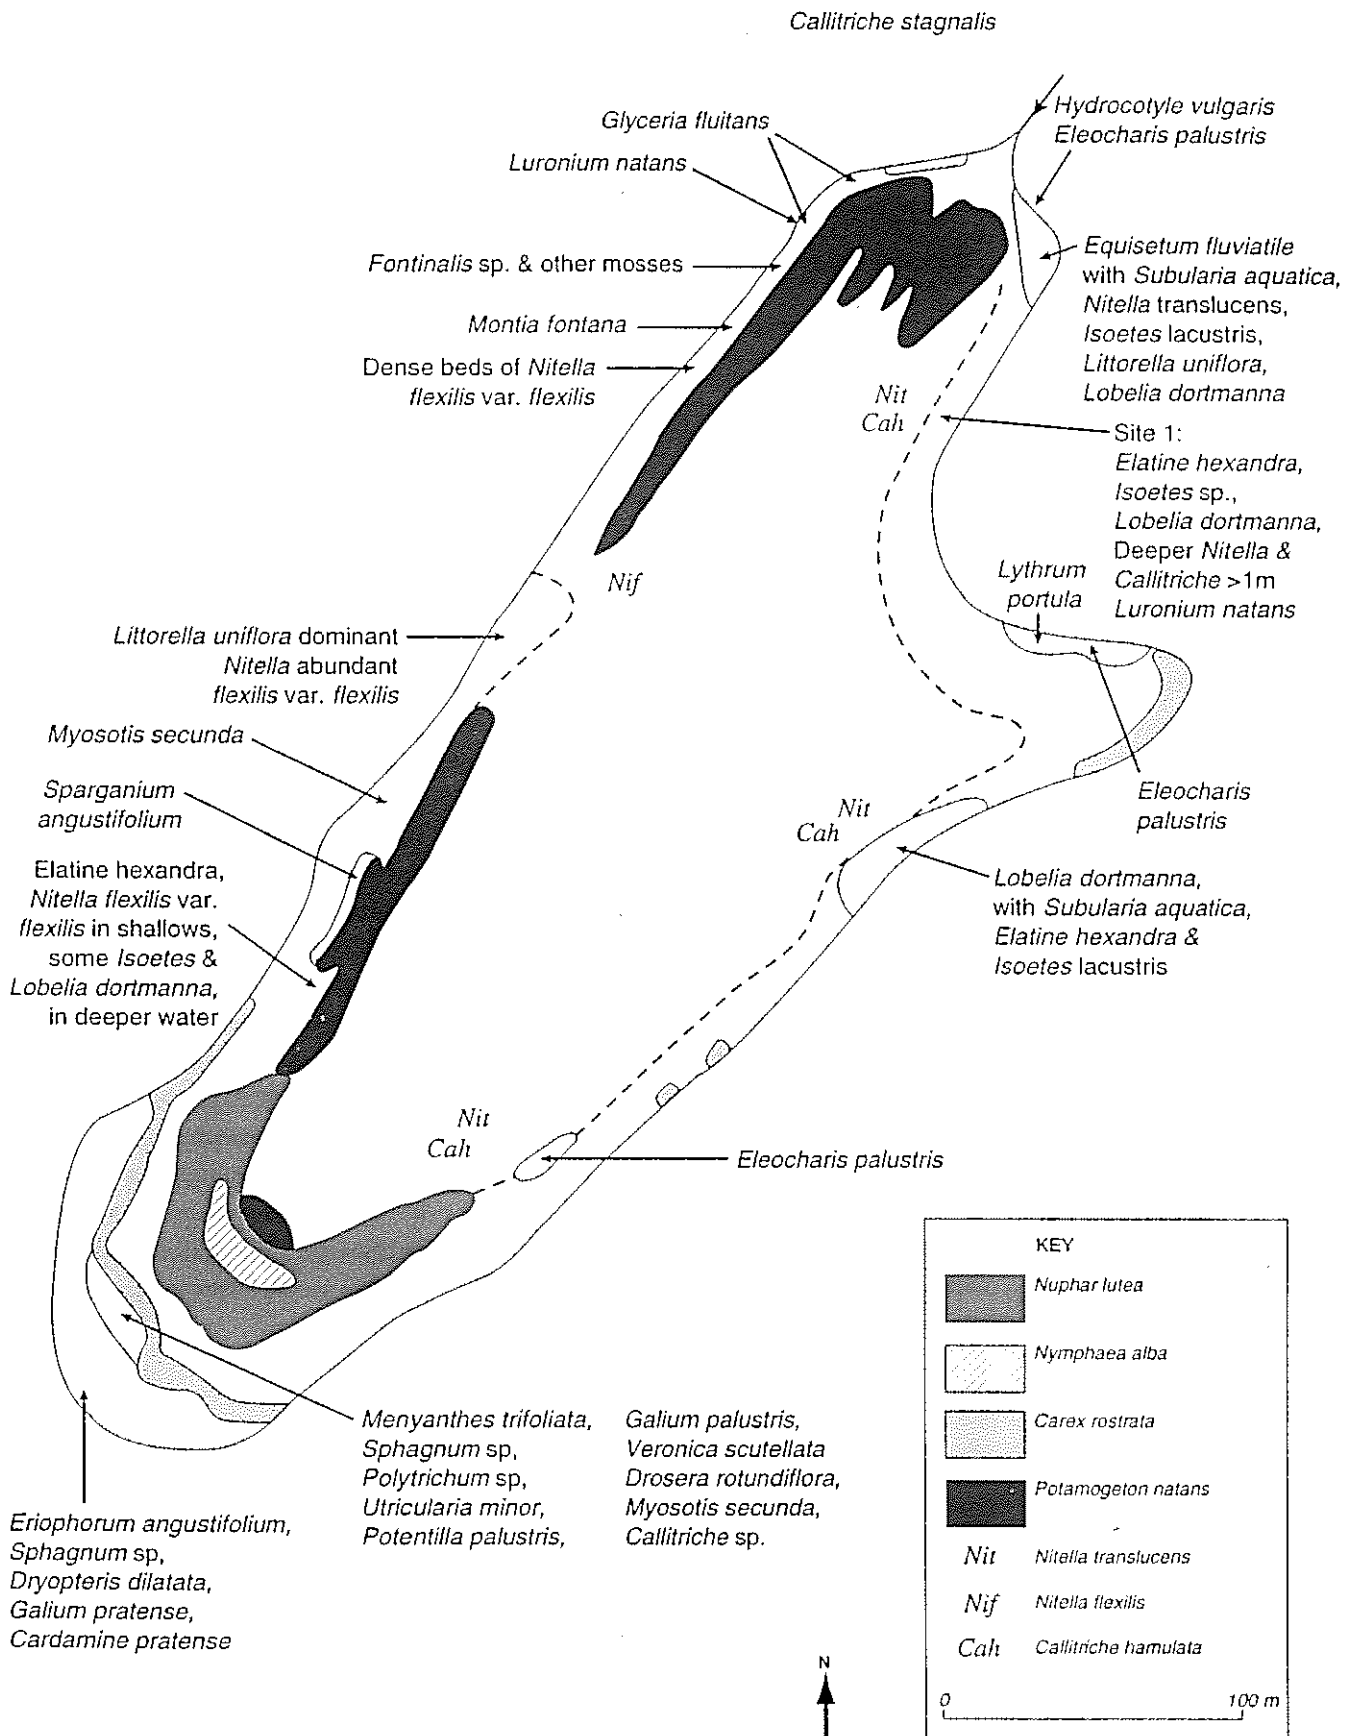 Callitriche stagnalis
Glyceria fluitans
Luronium natans
Fontinalis sp. & other mosses
Montia fontana
Dense beds of Nitella
flexilis var. flexilis
Hydrocotyle vulgaris
Eleocharis palustris
Equisetum fluviatile
with Subularia aquatica,
Nitella translucens,
Isoetes lacustris,
Littorella uniflora,
Lobelia dortmanna
Nit
Cah
Site 1:
Elatine hexandra,
Isoetes sp.,
Lobelia dortmanna,
Deeper Nitella &
Callitriche >1m
Luronium natans
Lythrum
portula
Nif
Littorella uniflora dominant
Nitella abundant
flexilis var. flexilis
Myosotis secunda
Sparganium
angustifolium
Elatine hexandra,
Nitella flexilis var.
flexilis in shallows,
some Isoetes &
Lobelia dortmanna,
in deeper water
Eleocharis
palustris
Nit
Cah
Lobelia dortmanna,
with Subularia aquatica,
Elatine hexandra &
Isoetes lacustris
Nit
Cah
Eleocharis palustris
Menyanthes trifoliata,
Sphagnum sp,
Polytrichum sp,
Utricularia minor,
Potentilla palustris,
Galium palustris,
Veronica scutellata
Drosera rotundiflora,
Myosotis secunda,
Callitriche sp.
Eriophorum angustifolium,
Sphagnum sp,
Dryopteris dilatata,
Galium pratense,
Cardamine pratense
KEY
Nuphar lutea
Nymphaea alba
Carex rostrata
Potamogeton natans
Nit Nitella translucens
Nif Nitella flexilis
Cah Callitriche hamulata
0 100 m
N